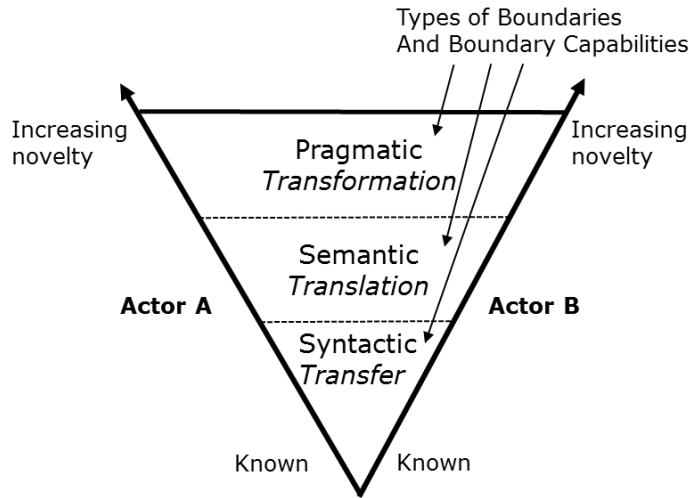 Types of Boundaries
And Boundary Capabilities
Increasing
novelty
Increasing
novelty
Pragmatic
Transformation
Semantic
Translation
Actor A
Actor B
Syntactic
Transfer
Known
Known